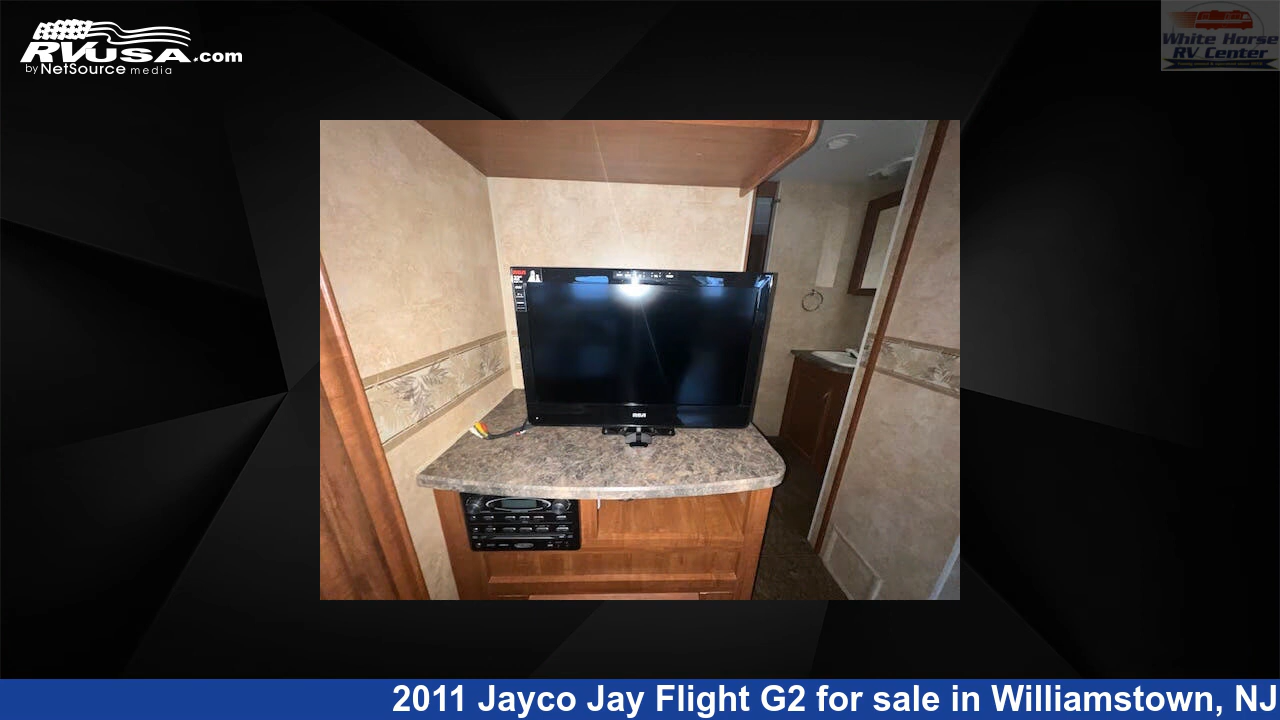 RVUSA.com
by NetSource media
White Horse
RV Center
RCA
RCA
2011 Jayco Jay Flight G2 for sale in Williamstown, NJ